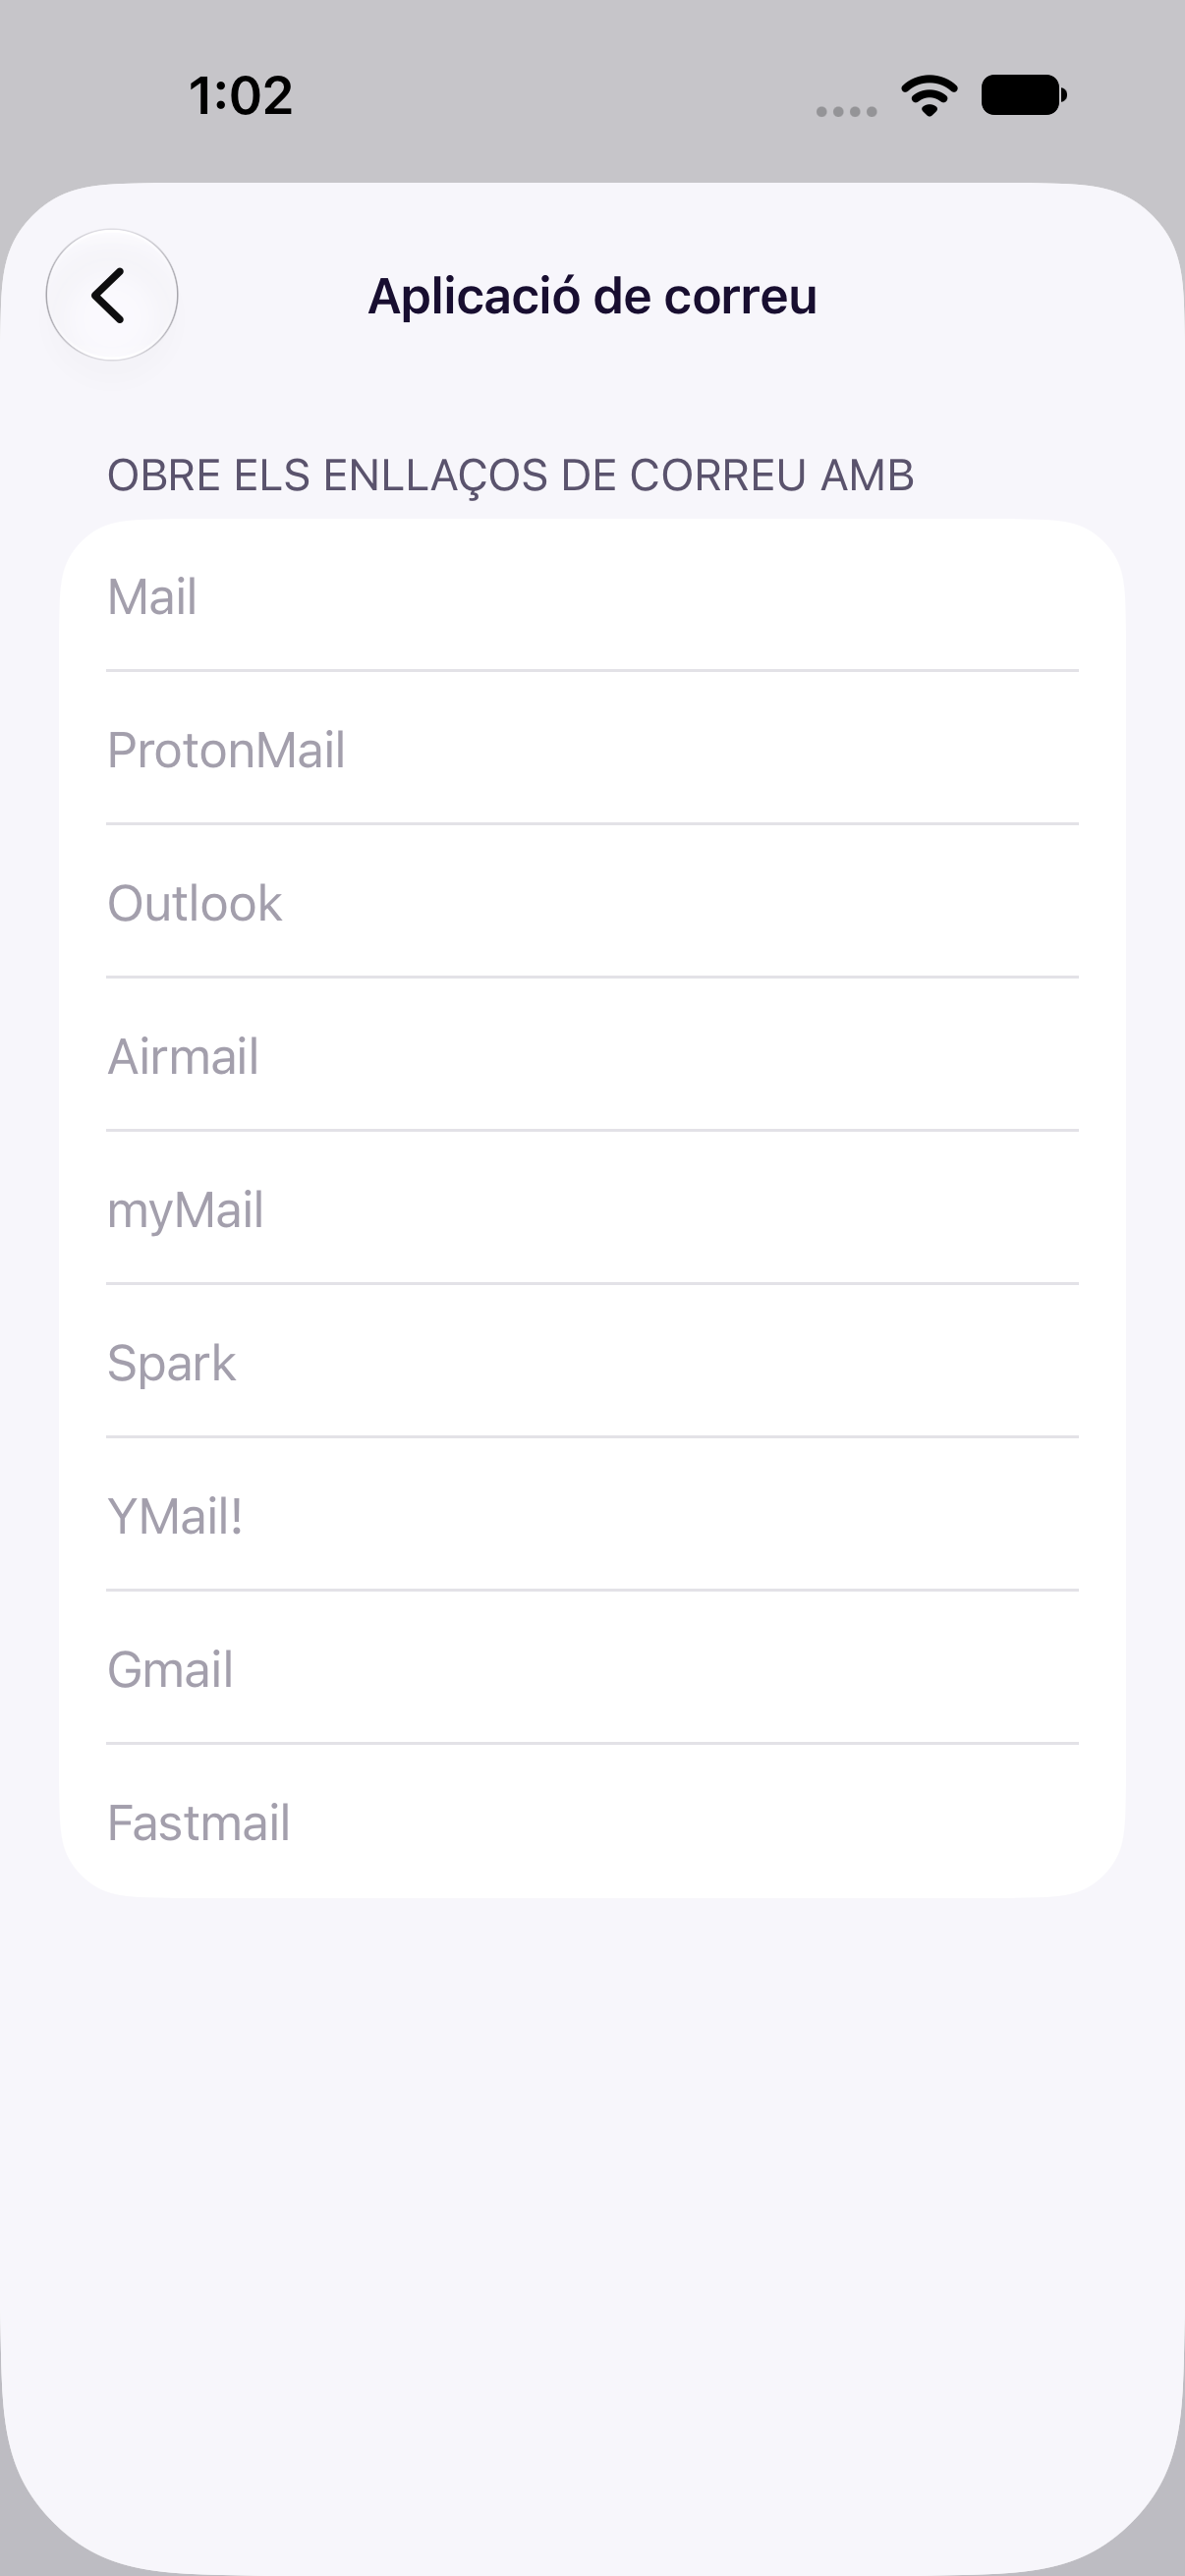 1:02
Aplicació de correu
OBRE ELS ENLLAÇOS DE CORREU AMB
Mail
ProtonMail
Outlook
Airmail
myMail
Spark
YMail!
Gmail
Fastmail